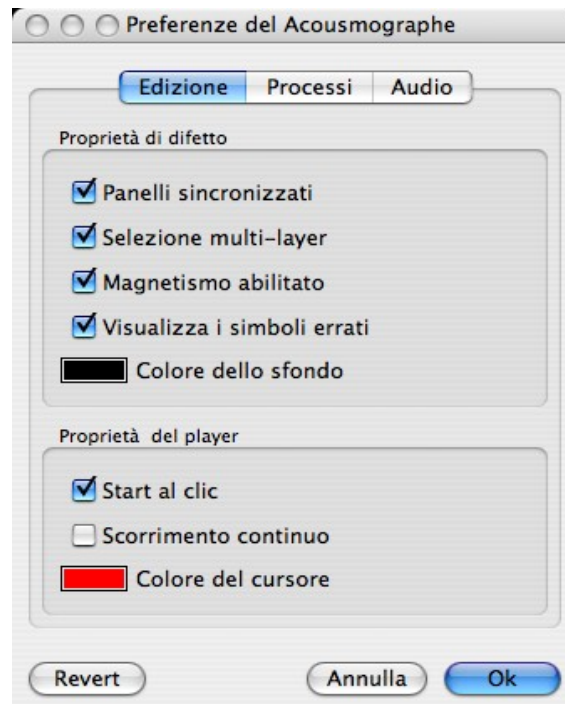 Preferenze del Acousmographe
Edizione Processi Audio
Proprietà di difetto
Panelli sincronizzati
Selezione multi-layer
Magnetismo abilitato
Visualizza i simboli errati
Colore dello sfondo
Proprietà del player
Start al clic
Scorrimento continuo
Colore del cursore
Revert Annulla Ok